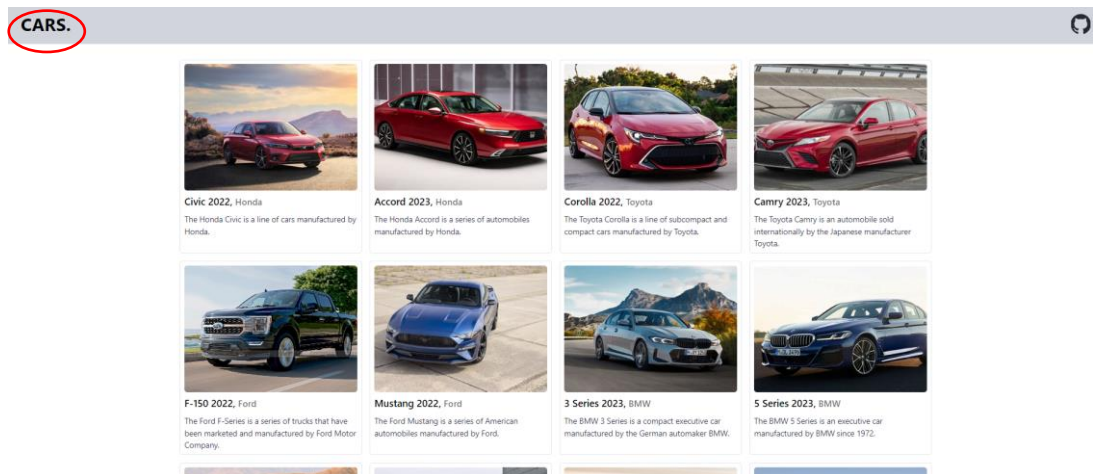 CARS.
Civic 2022, Honda
The Honda Civic is a line of cars manufactured by
Honda.
Accord 2023, Honda
The Honda Accord is a series of automobiles
manufactured by Honda.
Corolla 2022, Toyota
The Toyota Corolla is a line of subcompact and
compact cars manufactured by Toyota.
Camry 2023, Toyota
The Toyota Camry is an automobile sold
internationally by the Japanese manufacturer
Toyota.
F-150 2022, Ford
The Ford F-Series is a series of trucks that have
been marketed and manufactured by Ford Motor
Company.
Mustang 2022, Ford
The Ford Mustang is a series of American
automobiles manufactured by Ford.
3 Series 2023, BMW
The BMW 3 Series is a compact executive car
manufactured by the German automaker BMW.
5 Series 2023, BMW
The BMW 5 Series is an executive car
manufactured by BMW since 1972.